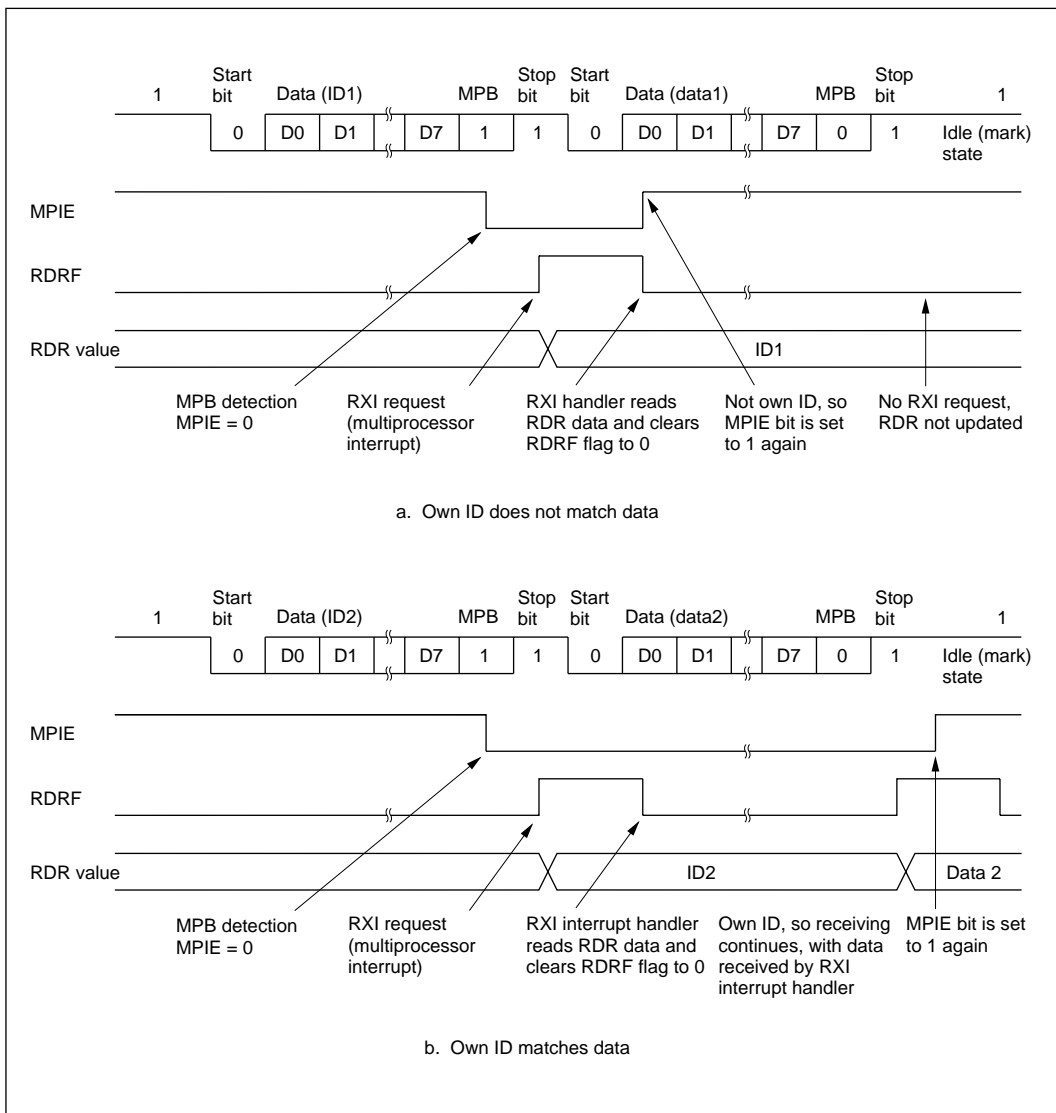 Start Stop Start Stop
1 bit Data (ID1) MPB bit bit Data (data1) MPB bit 1
0 D0 D1 D7 1 1 0 D0 D1 D7 0 1 Idle (mark)
state
MPIE
RDRF
RDR value ID1
MPB detection
MPIE = 0
RXI request
(multiprocessor
interrupt)
RXI handler reads
RDR data and clears
RDRF flag to 0
Not own ID, so
MPIE bit is set
to 1 again
No RXI request,
RDR not updated
a. Own ID does not match data
Start Stop Start Stop
1 bit Data (ID2) MPB bit bit Data (data2) MPB bit 1
0 D0 D1 D7 1 1 0 D0 D1 D7 0 1 Idle (mark)
state
MPIE
RDRF
RDR value ID2 Data 2
MPB detection
MPIE = 0
RXI request
(multiprocessor
interrupt)
RXI interrupt handler
reads RDR data and
clears RDRF flag to 0
Own ID, so receiving
continues, with data
received by RXI
interrupt handler
MPIE bit is set
to 1 again
b. Own ID matches data